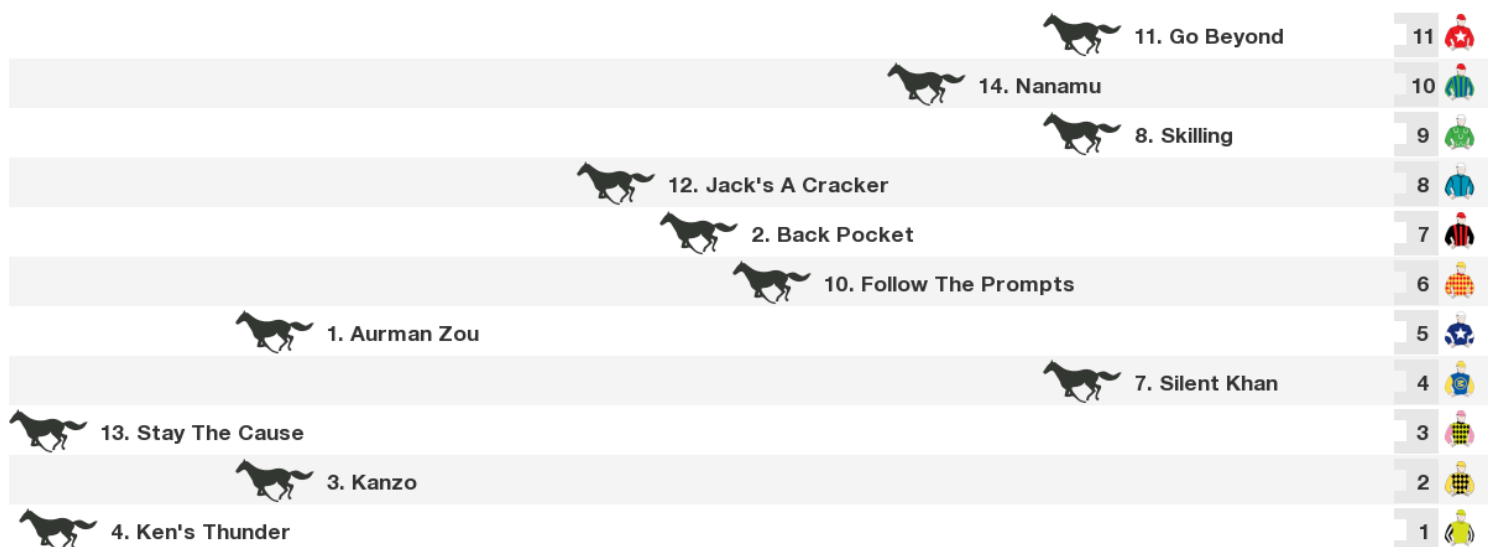 11. Go Beyond 11
14. Nanamu 10
8. Skilling 9
12. Jack's A Cracker 8
2. Back Pocket 7
10. Follow The Prompts 6
1. Aurman Zou 5
7. Silent Khan 4
13. Stay The Cause 3
3. Kanzo 2
4. Ken's Thunder 1